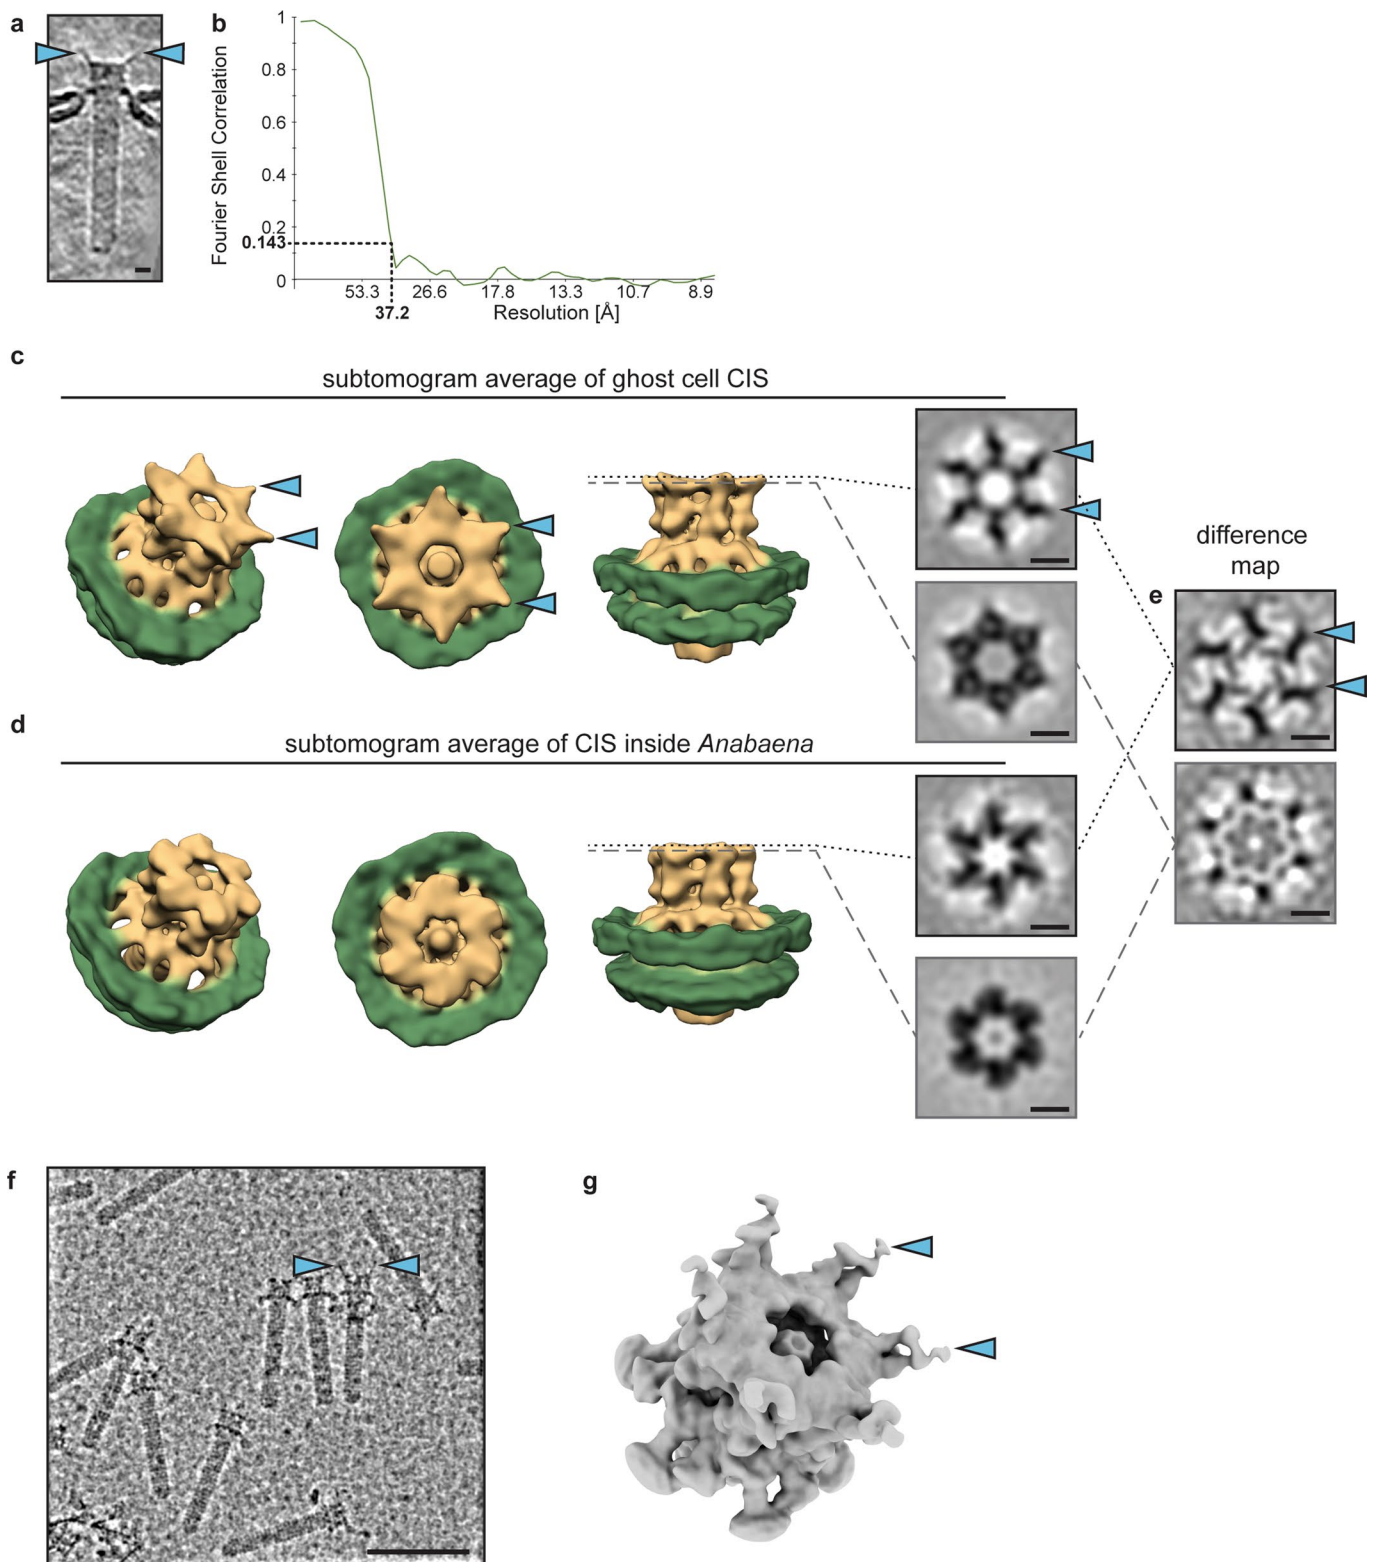 a
b
Fourier Shell Correlation
1
0.8
0.6
0.4
0.2
0.143
0
53.3 26.6 17.8 13.3 10.7 8.9
37.2
Resolution [Å]
c
subtomogram average of ghost cell CIS
difference
map
e
d
subtomogram average of CIS inside Anabaena
f
g